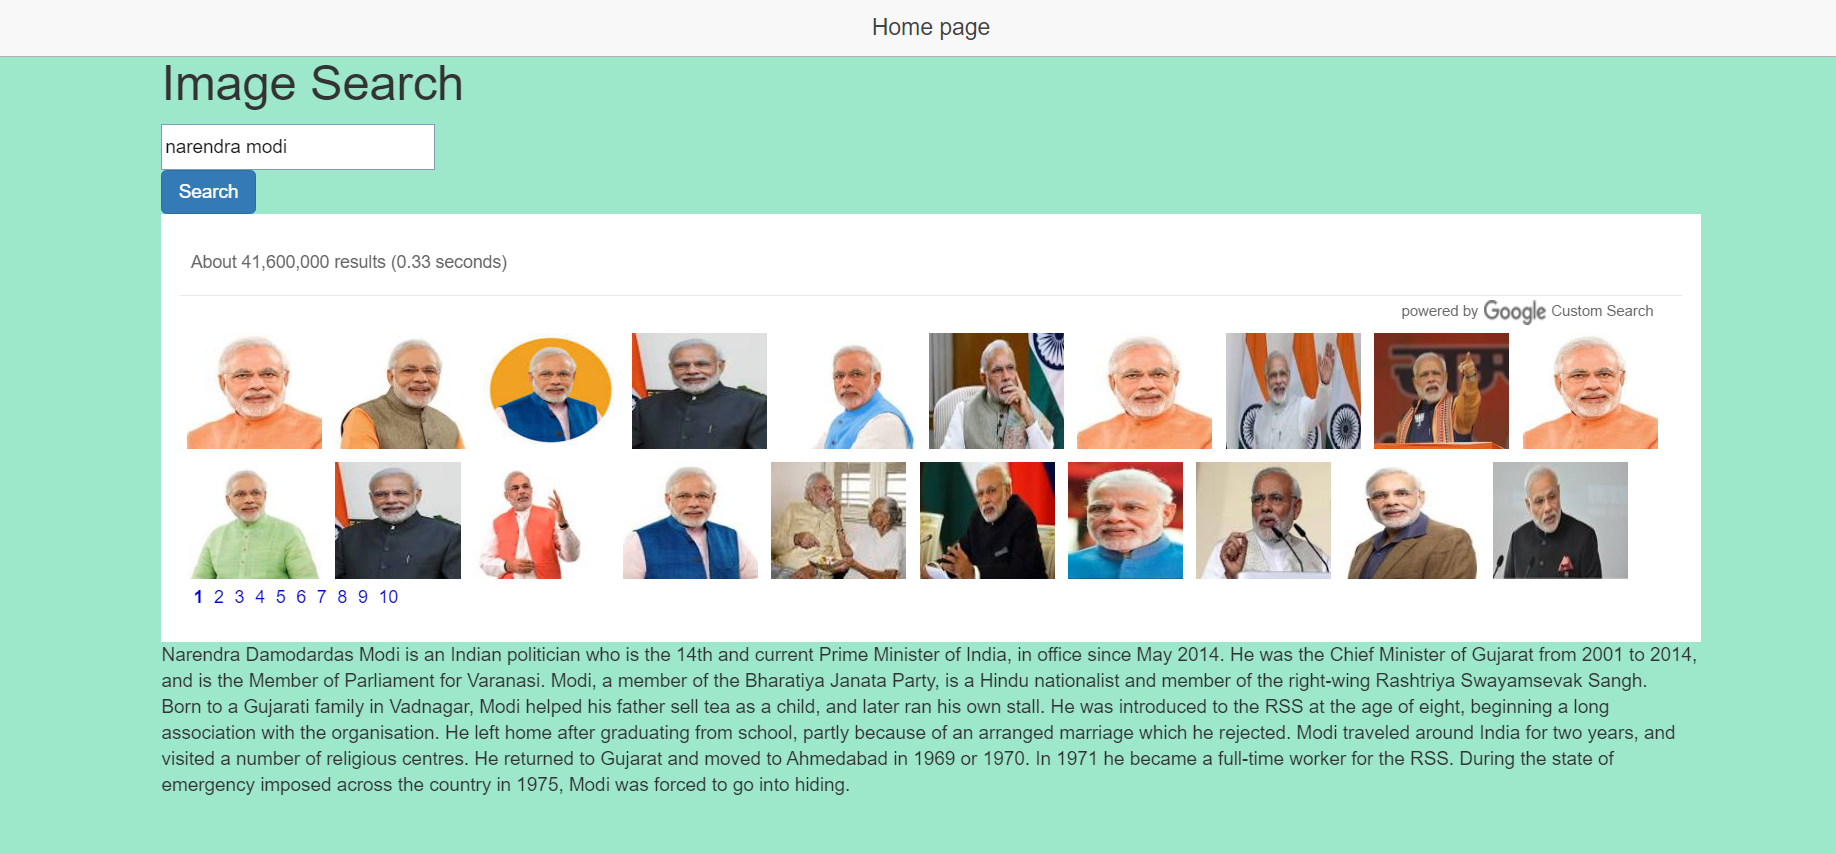 Home page
Image Search
narendra modi
Search
About 41,600,000 results (0.33 seconds)
powered by Google Custom Search
1 2 3 4 5 6 7 8 9 10
Narendra Damodardas Modi is an Indian politician who is the 14th and current Prime Minister of India, in office since May 2014. He was the Chief Minister of Gujarat from 2001 to 2014,
and is the Member of Parliament for Varanasi. Modi, a member of the Bharatiya Janata Party, is a Hindu nationalist and member of the right-wing Rashtriya Swayamsevak Sangh.
Born to a Gujarati family in Vadnagar, Modi helped his father sell tea as a child, and later ran his own stall. He was introduced to the RSS at the age of eight, beginning a long
association with the organisation. He left home after graduating from school, partly because of an arranged marriage which he rejected. Modi traveled around India for two years, and
visited a number of religious centres. He returned to Gujarat and moved to Ahmedabad in 1969 or 1970. In 1971 he became a full-time worker for the RSS. During the state of
emergency imposed across the country in 1975, Modi was forced to go into hiding.